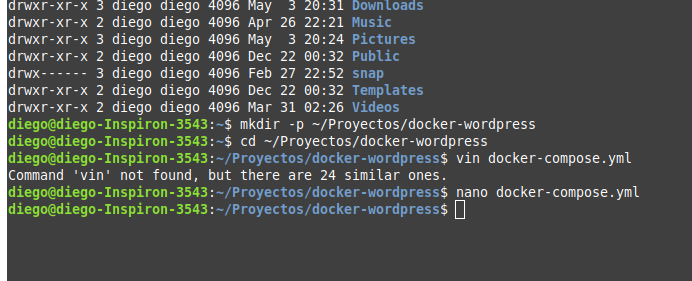 drwxr-xr-x 3 diego diego 4096 May  3 20:31 Downloads
drwxr-xr-x 2 diego diego 4096 Apr 26 22:21 Music
drwxr-xr-x 2 diego diego 4096 May  3 20:24 Pictures
drwxr-xr-x 2 diego diego 4096 Dec 22 00:32 Public
drwx------ 3 diego diego 4096 Feb 27 22:52 snap
drwxr-xr-x 2 diego diego 4096 Dec 22 00:32 Templates
drwxr-xr-x 2 diego diego 4096 Mar 31 02:26 Videos
diego@diego-Inspiron-3543:~$ mkdir -p ~/Proyectos/docker-wordpress
diego@diego-Inspiron-3543:~$ cd ~/Proyectos/docker-wordpress
diego@diego-Inspiron-3543:~/Proyectos/docker-wordpress$ vin docker-compose.yml
Command 'vin' not found, but there are 24 similar ones.
diego@diego-Inspiron-3543:~/Proyectos/docker-wordpress$ nano docker-compose.yml
diego@diego-Inspiron-3543:~/Proyectos/docker-wordpress$